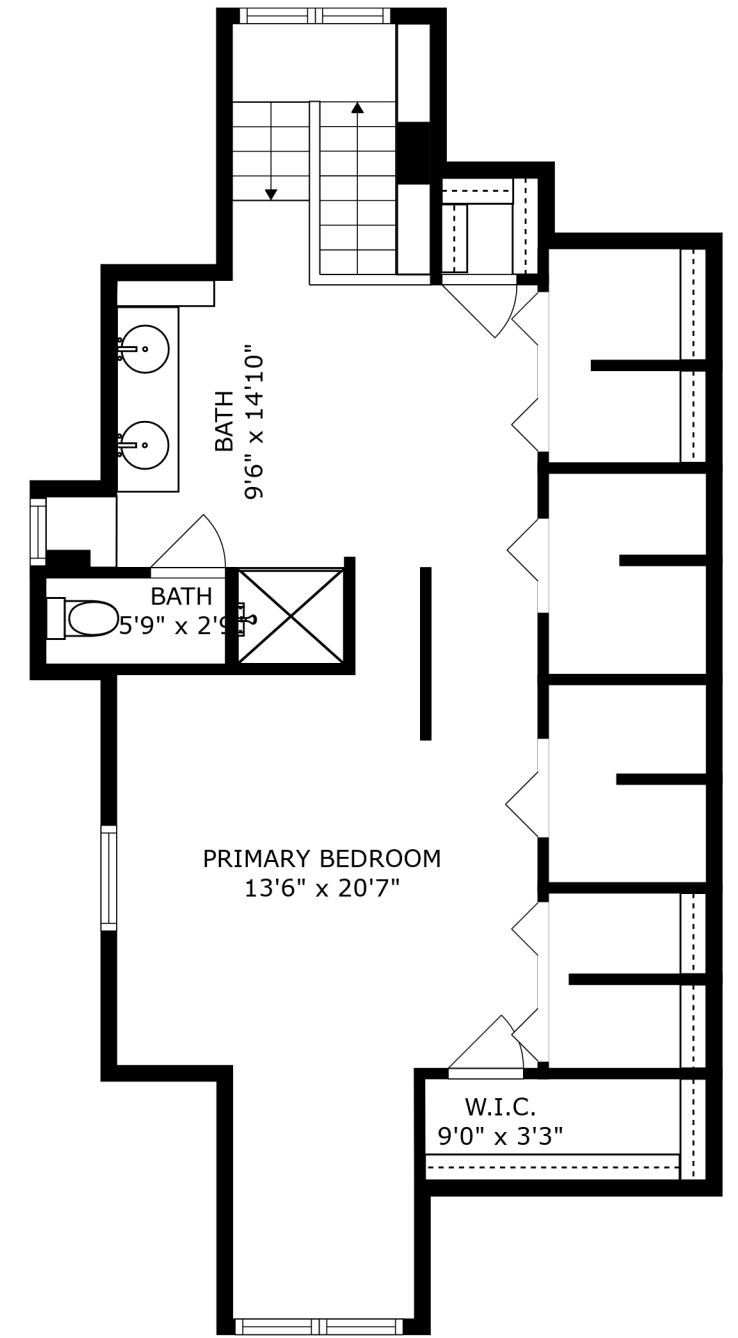 BATH
9'6" x 14'10"
BATH
5'9" x 2'9"
PRIMARY BEDROOM
13'6" x 20'7"
W.I.C.
9'0" x 3'3"